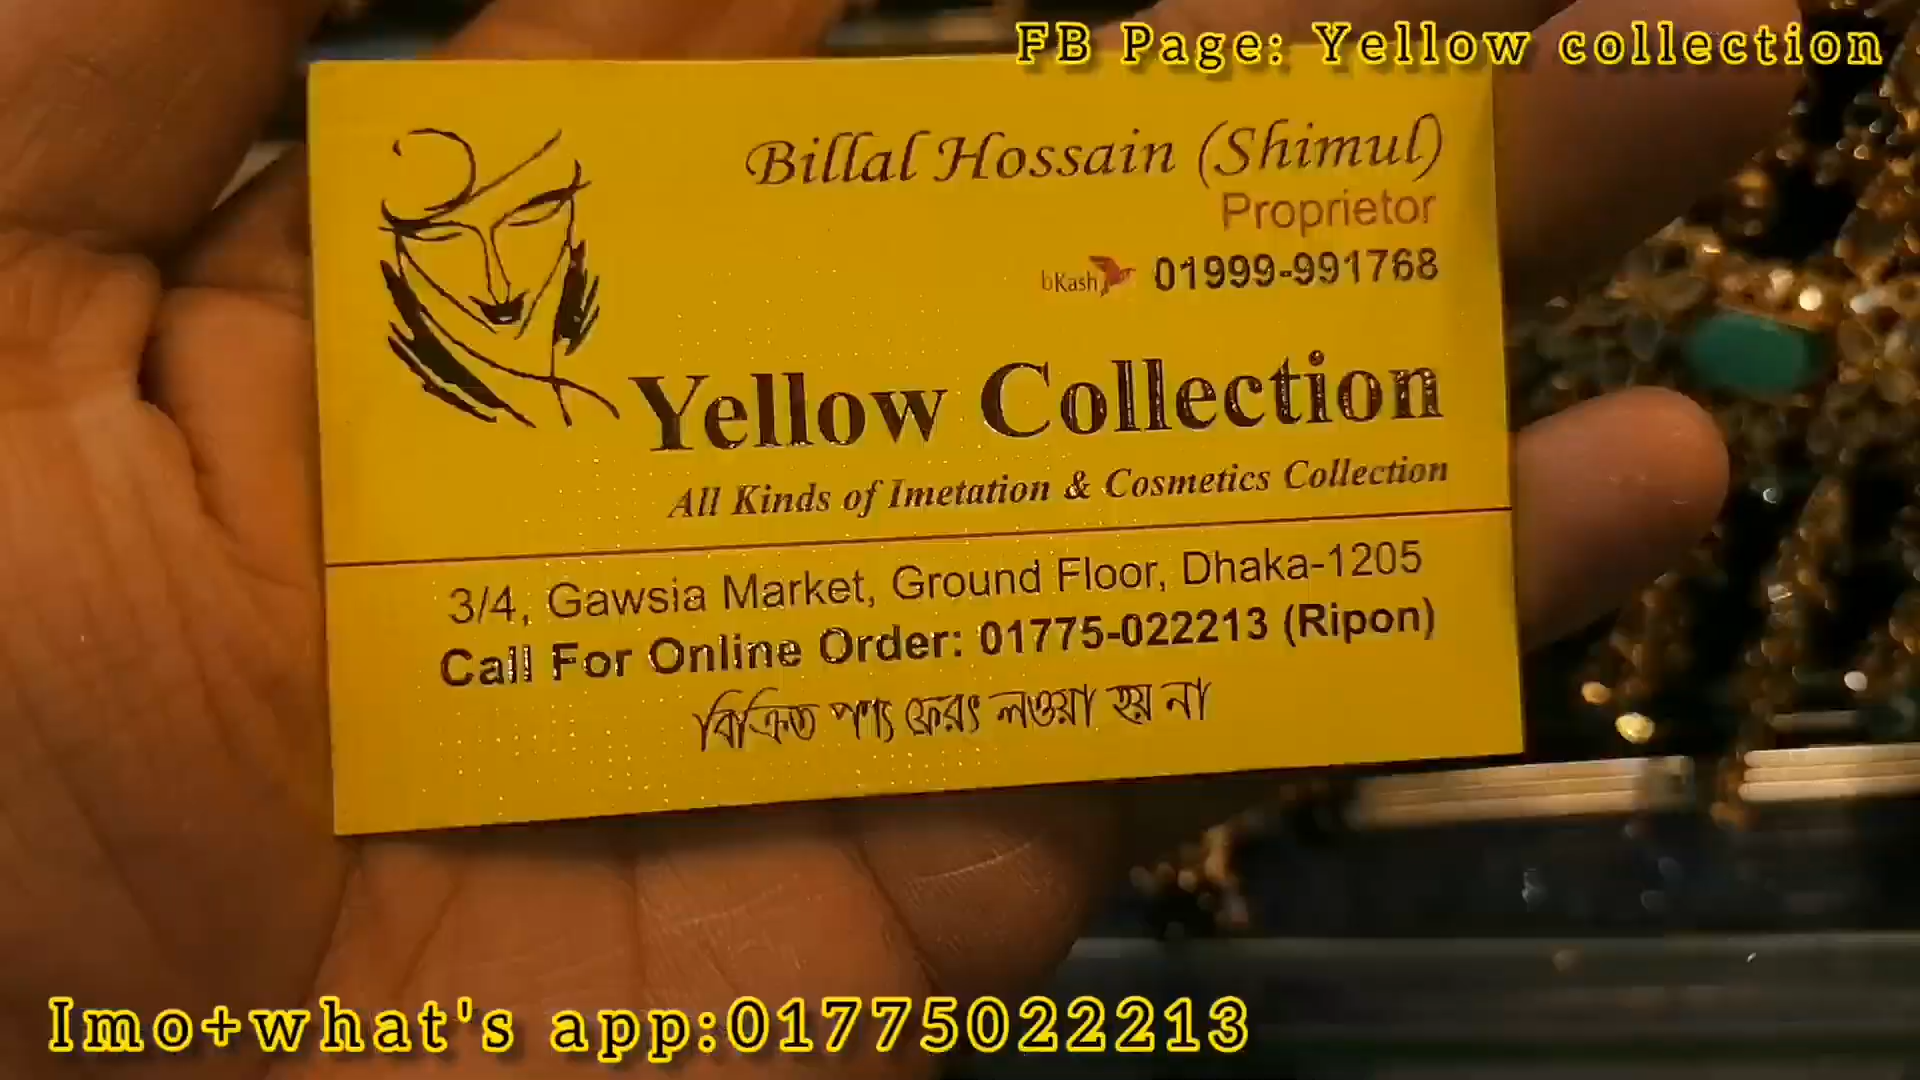 FB Page: Yellow collection
Billal Hossain (Shimul)
Proprietor
bKash 01999-991768
Yellow Collection
All Kinds of Imetation & Cosmetics Collection
3/4, Gawsia Market, Ground Floor, Dhaka-1205
Call For Online Order: 01775-022213 (Ripon)
বিক্রিত পণ্য ফেরৎ লওয়া হয় না
Imo+what's app:01775022213